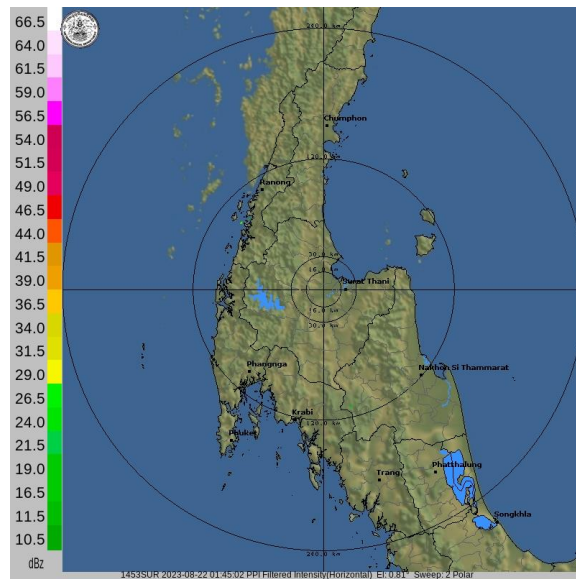 66.5
64.0
61.5
59.0
56.5
54.0
51.5
49.0
46.5
44.0
41.5
39.0
36.5
34.0
31.5
29.0
26.5
24.0
21.5
19.0
16.5
13.5
10.5
dBz
Chumphon
120.0 km
Ranong
30.0 km
16.0 km
Surat Thani
16.0 km
30.0 km
Nakhon Si Thammarat
Phangnga
Krabi
120.0 km
Phuket
Trang
Phatthalung
Songkhla
240.0 km
1453SUR 2023-08-22 01:45:02 PPI Filtered Intensity(Horizontal) El: 0.81° Sweep: 2 Polar